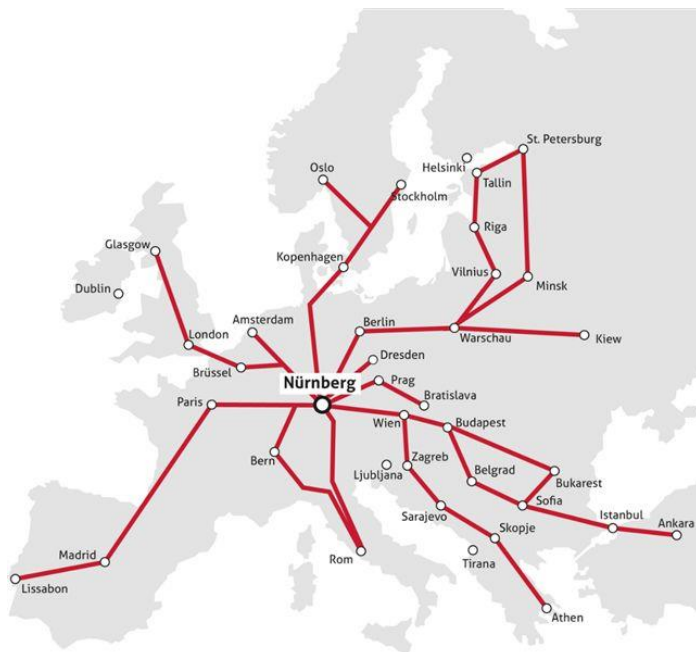 St. Petersburg
Oslo
Helsinki
Tallin
Stockholm
Riga
Glasgow
Kopenhagen
Vilnius
Minsk
Dublin
Amsterdam
Berlin
London
Warschau
Kiew
Brüssel
Dresden
Nürnberg
Prag
Paris
Bratislava
Wien
Budapest
Bern
Zagreb
Ljubljana
Belgrad
Bukarest
Sofia
Sarajevo
Istanbul
Ankara
Skopje
Madrid
Rom
Tirana
Lissabon
Athen